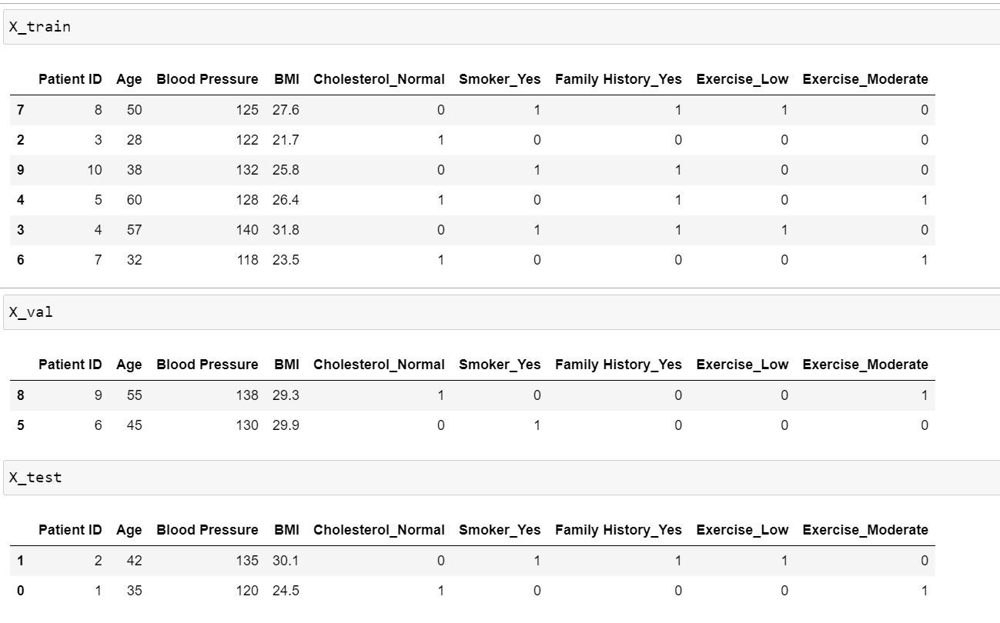 X_train
Patient ID Age Blood Pressure BMI Cholesterol_Normal Smoker_Yes Family History_Yes Exercise_Low Exercise_Moderate
7 8 50 125 27.6 0 1 1 1 0
2 3 28 122 21.7 1 0 0 0 0
9 10 38 132 25.8 0 1 1 0 0
4 5 60 128 26.4 1 0 1 0 1
3 4 57 140 31.8 0 1 1 1 0
6 7 32 118 23.5 1 0 0 0 1
X_val
Patient ID Age Blood Pressure BMI Cholesterol_Normal Smoker_Yes Family History_Yes Exercise_Low Exercise_Moderate
8 9 55 138 29.3 1 0 0 0 1
5 6 45 130 29.9 0 1 0 0 0
X_test
Patient ID Age Blood Pressure BMI Cholesterol_Normal Smoker_Yes Family History_Yes Exercise_Low Exercise_Moderate
1 2 42 135 30.1 0 1 1 1 0
0 1 35 120 24.5 1 0 0 0 1